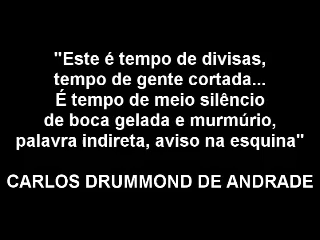 "Este é tempo de divisas,
tempo de gente cortada...
É tempo de meio silêncio
de boca gelada e murmúrio,
palavra indireta, aviso na esquina"
CARLOS DRUMMOND DE ANDRADE